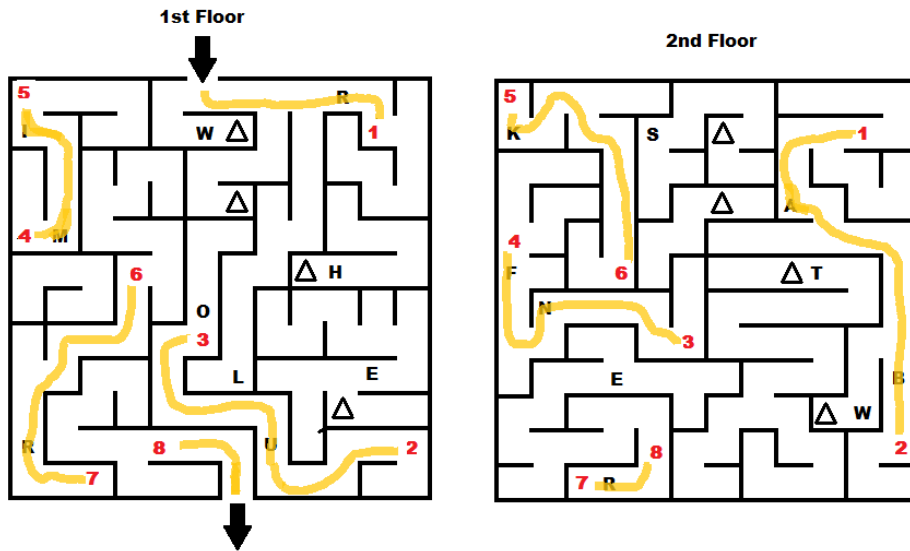 1st Floor
5 R
I W 1
4 M
6 H
O
3
L E
R 8 U 2
7
2nd Floor
5
K S 1
A
4
F 6 T
N
3
E B
W
8 2
7 R